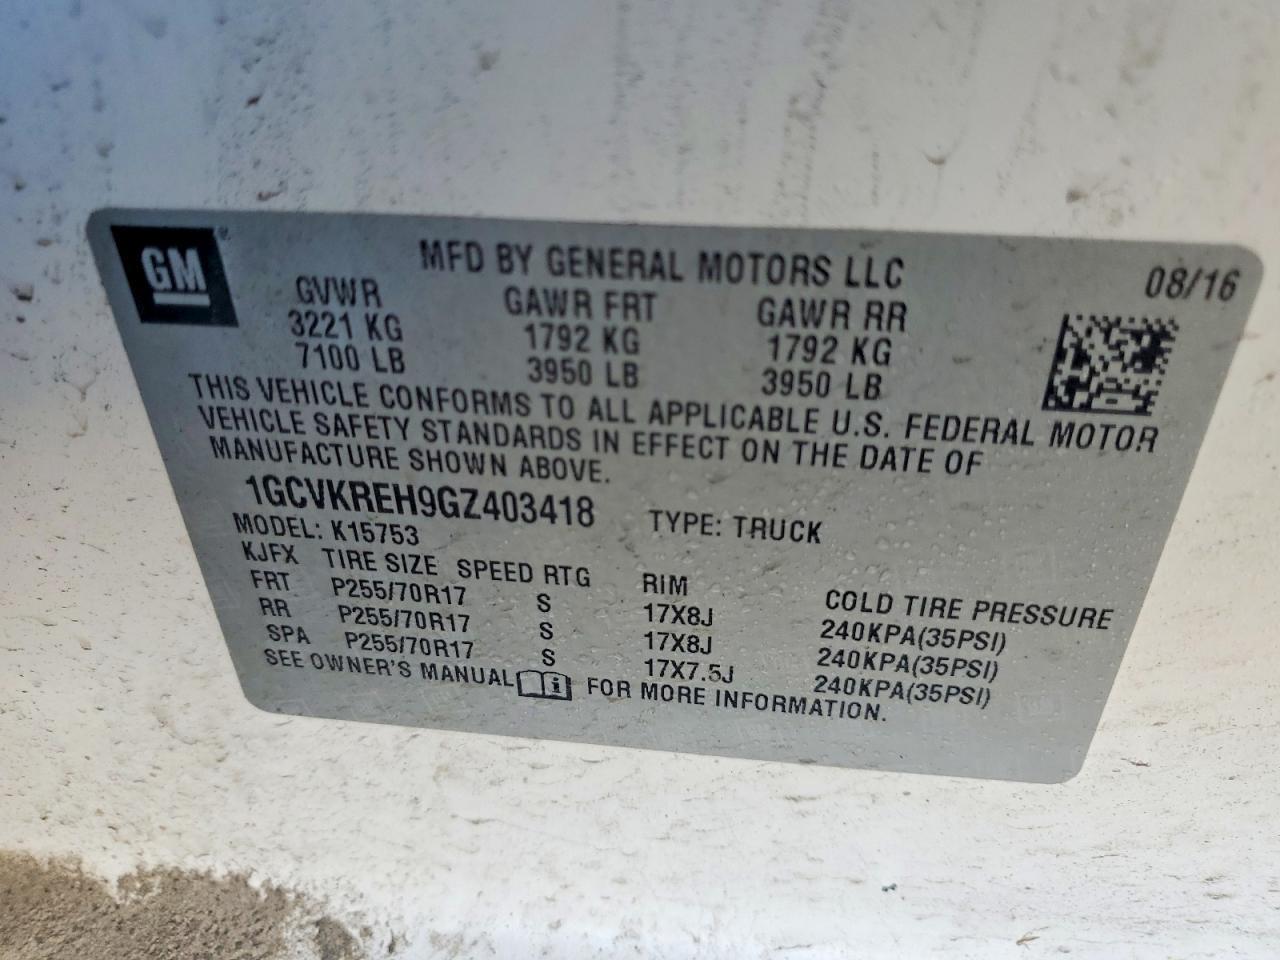 GM®
MFD BY GENERAL MOTORS LLC 08/16
GVWR GAWR FRT GAWR RR
3221 KG 1792 KG 1792 KG
7100 LB 3950 LB 3950 LB
THIS VEHICLE CONFORMS TO ALL APPLICABLE U.S. FEDERAL MOTOR
VEHICLE SAFETY STANDARDS IN EFFECT ON THE DATE OF
MANUFACTURE SHOWN ABOVE.
1GCVKREH9GZ403418 TYPE: TRUCK
MODEL: K15753
KJFX TIRE SIZE SPEED RTG RIM COLD TIRE PRESSURE
FRT P255/70R17 S 17X8J 240KPA(35PSI)
RR P255/70R17 S 17X8J 240KPA(35PSI)
SPA P255/70R17 S 17X7.5J 240KPA(35PSI)
SEE OWNER'S MANUAL i FOR MORE INFORMATION.